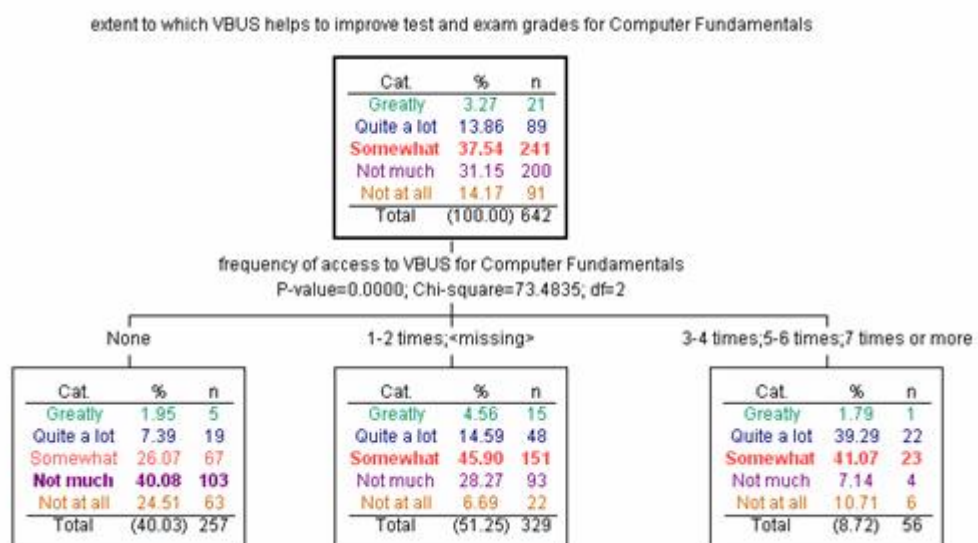 extent to which VBUS helps to improve test and exam grades for Computer Fundamentals
Cat. % n
Greatly 3.27 21
Quite a lot 13.86 89
Somewhat 37.54 241
Not much 31.15 200
Not at all 14.17 91
Total (100.00) 642
frequency of access to VBUS for Computer Fundamentals
P-value=0.0000; Chi-square=73.4835; df=2
None
Cat. % n
Greatly 1.95 5
Quite a lot 7.39 19
Somewhat 26.07 67
Not much 40.08 103
Not at all 24.51 63
Total (40.03) 257
1-2 times;<missing>
Cat. % n
Greatly 4.56 15
Quite a lot 14.59 48
Somewhat 45.90 151
Not much 28.27 93
Not at all 6.69 22
Total (51.25) 329
3-4 times;5-6 times;7 times or more
Cat. % n
Greatly 1.79 1
Quite a lot 39.29 22
Somewhat 41.07 23
Not much 7.14 4
Not at all 10.71 6
Total (8.72) 56